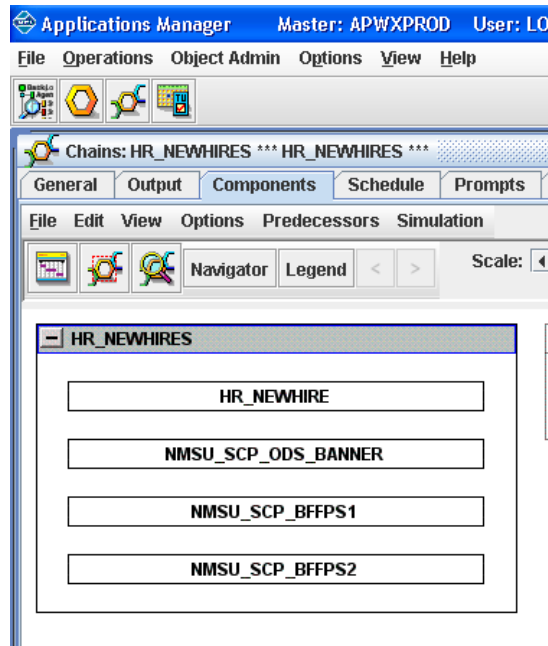 Applications Manager Master: APWXPROD User: LO
File Operations Object Admin Options View Help
Chains: HR_NEWHIRES *** HR_NEWHIRES ***
General Output Components Schedule Prompts
File Edit View Options Predecessors Simulation
Navigator Legend < > Scale:
HR_NEWHIRES
HR_NEWHIRE
NMSU_SCP_ODS_BANNER
NMSU_SCP_BFFPS1
NMSU_SCP_BFFPS2